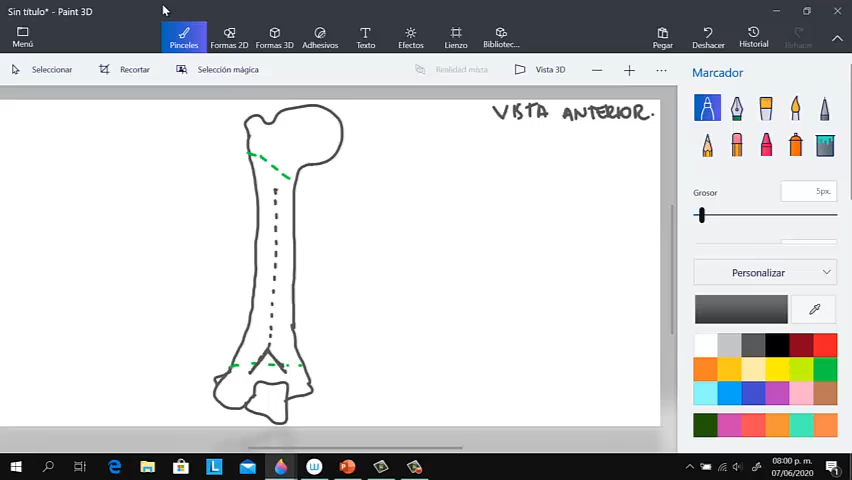 Sin título* - Paint 3D
Menú
Pinceles
Formas 2D
Formas 3D
Adhesivos
Texto
Efectos
Lienzo
Bibliotec...
Pegar
Deshacer
Historial
Rehacer
Seleccionar
Recortar
Selección mágica
Realidad mixta
Vista 3D
Marcador
VISTA ANTERIOR.
Grosor
5px.
Personalizar
08:00 p. m.
07/06/2020